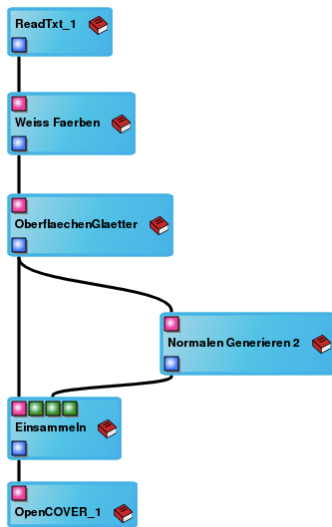 ReadTxt_1
Weiss Faerben
OberflaechenGlaetter
Normalen Generieren 2
Einsammeln
OpenCOVER_1